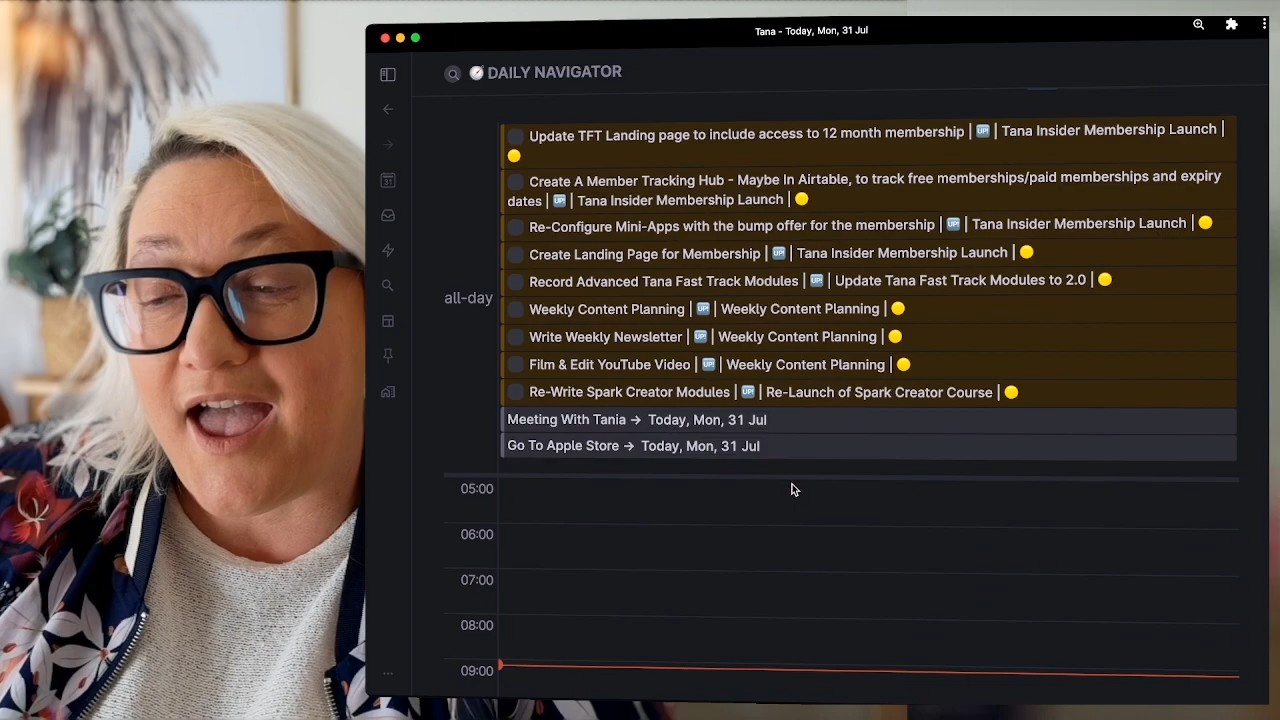 Tana - Today, Mon, 31 Jul
🧭 DAILY NAVIGATOR
31
Update TFT Landing page to include access to 12 month membership | 🆙 | Tana Insider Membership Launch |
🟡
Create A Member Tracking Hub - Maybe In Airtable, to track free memberships/paid memberships and expiry
dates | 🆙 | Tana Insider Membership Launch | 🟡
Re-Configure Mini-Apps with the bump offer for the membership | 🆙 | Tana Insider Membership Launch | 🟡
Create Landing Page for Membership | 🆙 | Tana Insider Membership Launch | 🟡
Record Advanced Tana Fast Track Modules | 🆙 | Update Tana Fast Track Modules to 2.0 | 🟡
all-day
Weekly Content Planning | 🆙 | Weekly Content Planning | 🟡
Write Weekly Newsletter | 🆙 | Weekly Content Planning | 🟡
Film & Edit YouTube Video | 🆙 | Weekly Content Planning | 🟡
Re-Write Spark Creator Modules | 🆙 | Re-Launch of Spark Creator Course | 🟡
Meeting With Tania → Today, Mon, 31 Jul
Go To Apple Store → Today, Mon, 31 Jul
05:00
06:00
07:00
08:00
09:00